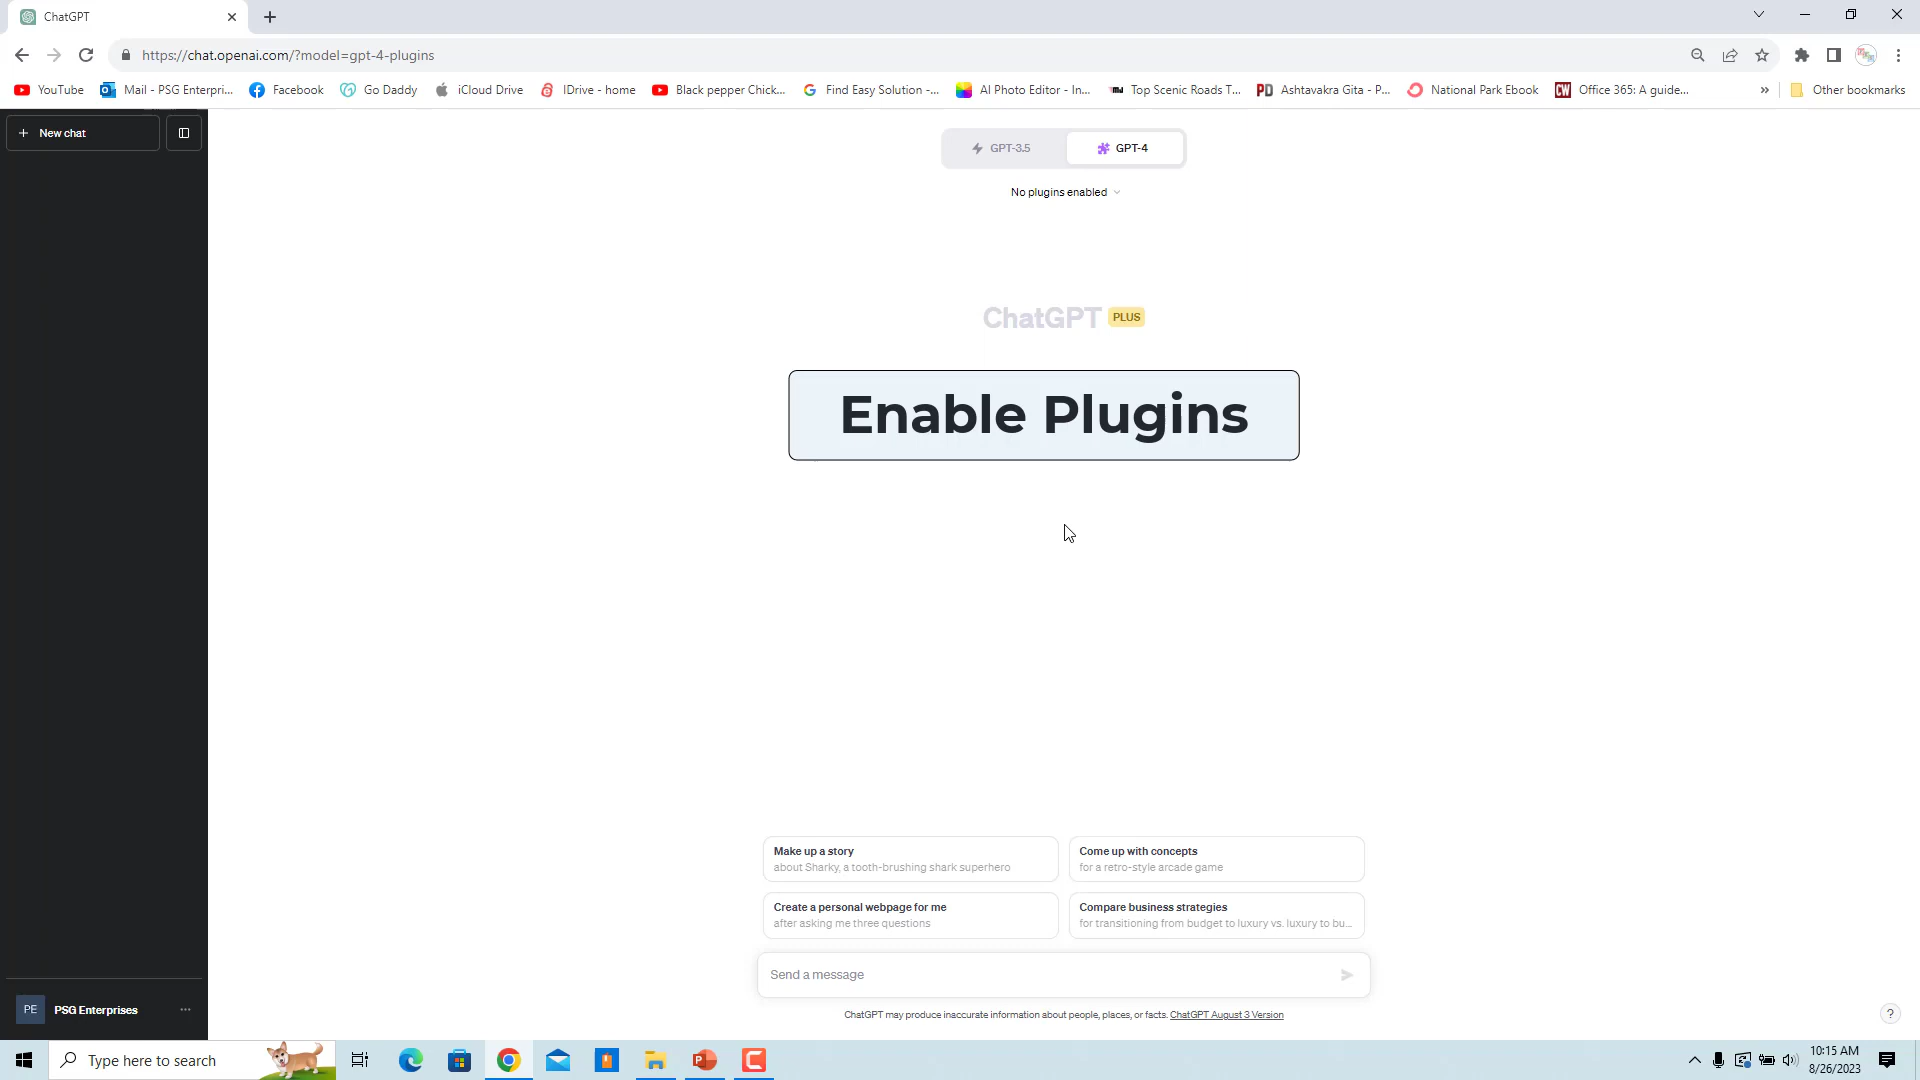 ChatGPT
https://chat.openai.com/?model=gpt-4-plugins
YouTube
Mail - PSG Enterpri...
Facebook
Go Daddy
iCloud Drive
IDrive - home
Black pepper Chick...
Find Easy Solution -...
AI Photo Editor - In...
Top Scenic Roads T...
PD
Ashtavakra Gita - P...
National Park Ebook
CW
Office 365: A guide...
»
Other bookmarks
+ New chat
GPT-3.5
GPT-4
No plugins enabled
ChatGPT PLUS
Enable Plugins
Make up a story
about Sharky, a tooth-brushing shark superhero
Come up with concepts
for a retro-style arcade game
Create a personal webpage for me
after asking me three questions
Compare business strategies
for transitioning from budget to luxury vs. luxury to bu...
Send a message
ChatGPT may produce inaccurate information about people, places, or facts. ChatGPT August 3 Version
PE
PSG Enterprises
?
Type here to search
10:15 AM
8/26/2023